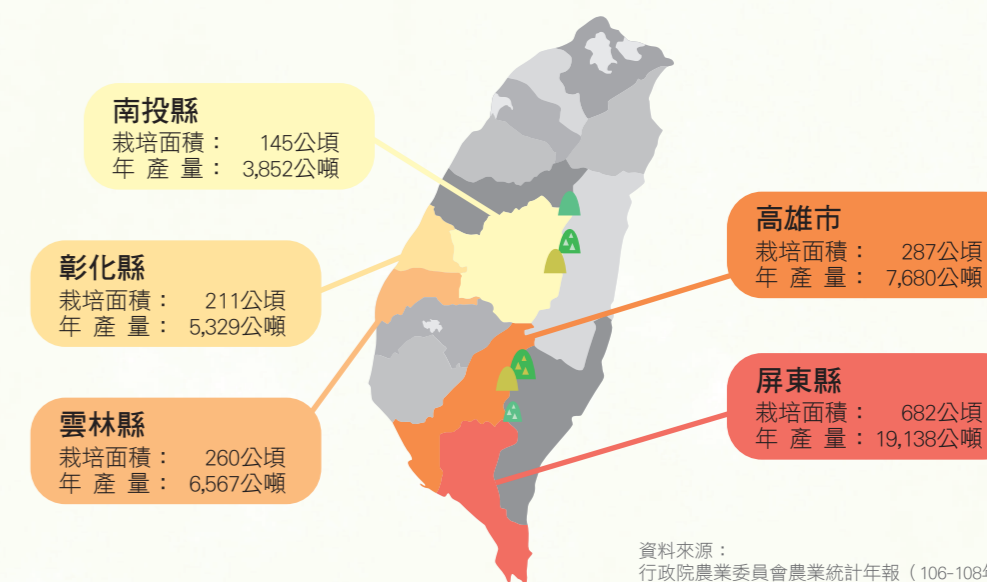 南投縣
栽培面積： 145公頃
年 產 量： 3,852公噸
彰化縣
栽培面積： 211公頃
年 產 量： 5,329公噸
雲林縣
栽培面積： 260公頃
年 產 量： 6,567公噸
高雄市
栽培面積： 287公頃
年 產 量： 7,680公噸
屏東縣
栽培面積： 682公頃
年 產 量：19,138公噸
資料來源：
行政院農業委員會農業統計年報（106-108年